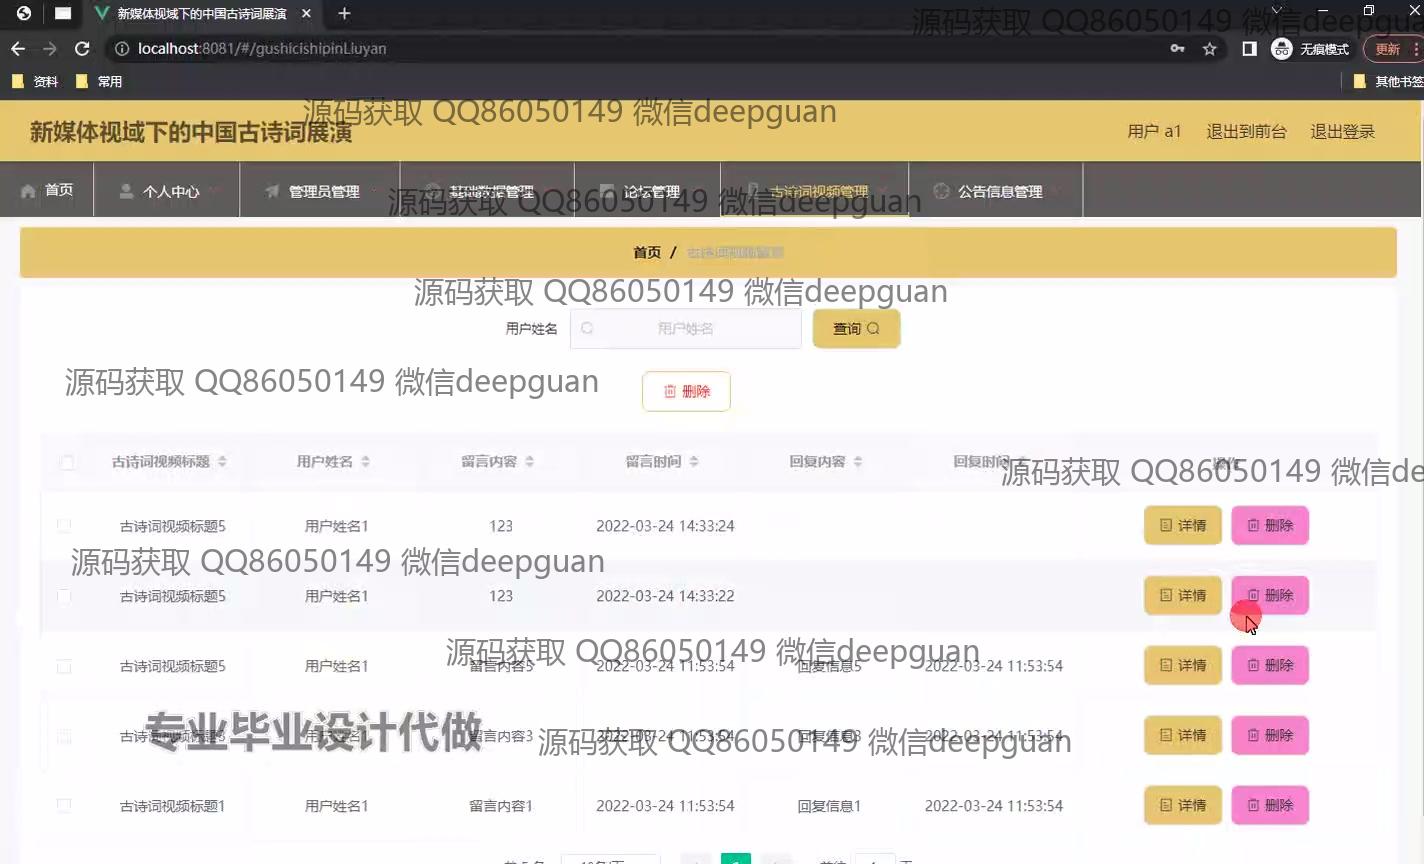 新媒体视域下的中国古诗词展演
源码获取 QQ86050149 微信deepgua
localhost:8081/#/gushicishipinLiuyan
无痕模式
更新
资料
常用
其他书签
源码获取 QQ86050149 微信deepguan
新媒体视域下的中国古诗词展演
用户 a1
退出到前台
退出登录
首页
个人中心
管理员管理
基础数据管理
论坛管理
古诗词视频管理
公告信息管理
源码获取 QQ86050149 微信deepguan
首页 /
源码获取 QQ86050149 微信deepguan
用户姓名
用户姓名
查询
源码获取 QQ86050149 微信deepguan
删除
古诗词视频标题 用户姓名 留言内容 留言时间 回复内容 回复时间 操作
源码获取 QQ86050149 微信de
古诗词视频标题5 用户姓名1 123 2022-03-24 14:33:24 详情 删除
源码获取 QQ86050149 微信deepguan
古诗词视频标题5 用户姓名1 123 2022-03-24 14:33:22 详情 删除
源码获取 QQ86050149 微信deepguan
古诗词视频标题5 用户姓名1 留言内容5 2022-03-24 11:53:54 回复信息5 2022-03-24 11:53:54 详情 删除
专业毕业设计代做
源码获取 QQ86050149 微信deepguan
古诗词视频标题3 用户姓名1 留言内容3 2022-03-24 11:53:54 回复信息3 2022-03-24 11:53:54 详情 删除
古诗词视频标题1 用户姓名1 留言内容1 2022-03-24 11:53:54 回复信息1 2022-03-24 11:53:54 详情 删除